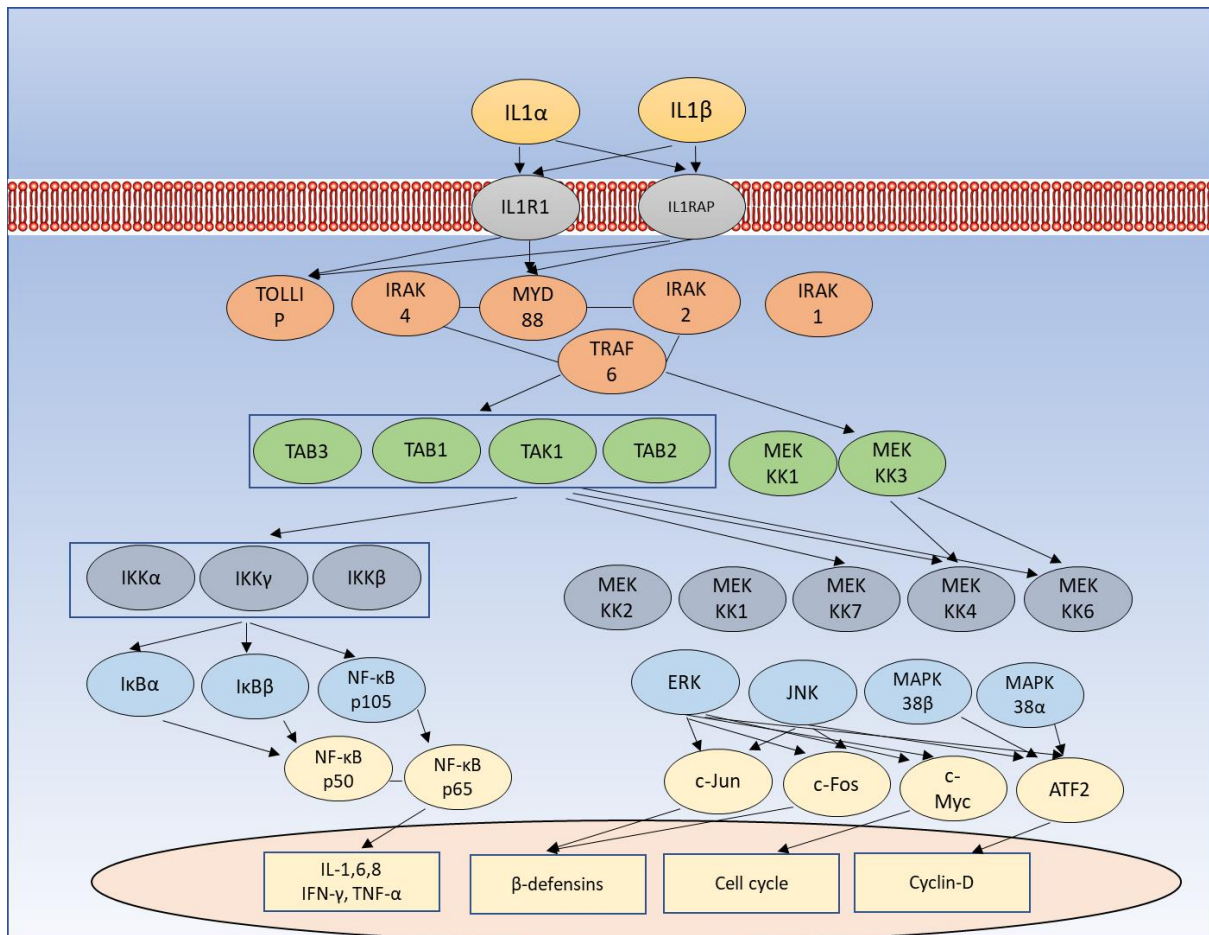 IL1α
IL1β
IL1R1
IL1RAP
TOLLI
P
IRAK
4
MYD
88
IRAK
2
IRAK
1
TRAF
6
TAB3
TAB1
TAK1
TAB2
MEK
KK1
MEK
KK3
IKKα
IKKγ
IKKβ
MEK
KK2
MEK
KK1
MEK
KK7
MEK
KK4
MEK
KK6
IκBα
IκBβ
NF-κB
p105
ERK
JNK
MAPK
38β
MAPK
38α
NF-κB
p50
NF-κB
p65
c-Jun
c-Fos
c-
Myc
ATF2
IL-1,6,8
IFN-γ, TNF-α
β-defensins
Cell cycle
Cyclin-D